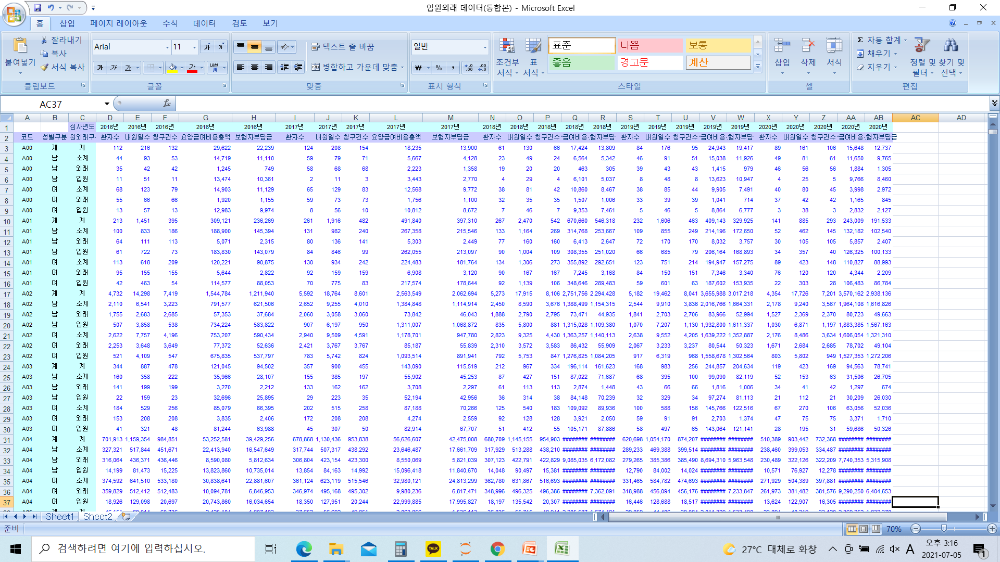 입원외래 데이터(통합본) - Microsoft Excel
홈 삽입 페이지 레이아웃 수식 데이터 검토 보기
붙여넣기 잘라내기 복사 서식 복사 클립보드
Arial 11 가 가 가 가 가 가 내천 글꼴
텍스트 줄 바꿈 병합하고 가운데 맞춤 맞춤
일반 ₩ % , 표시 형식
조건부 서식 표 서식 표준 나쁨 보통 좋음 경고문 계산 스타일
삽입 삭제 서식 셀
Σ 자동 합계 채우기 지우기 정렬 및 필터 찾기 및 선택 편집
AC37 fx
A B C D E F G H I J K L M N O P Q R S T U V W X Y Z AA AB AC AD
1 심사년도 2016년 2016년 2016년 2016년 2016년 2017년 2017년 2017년 2017년 2017년 2018년 2018년 2018년 2018년 2018년 2019년 2019년 2019년 2019년 2019년 2020년 2020년 2020년 2020년 2020년
2 코드 성별구분 원외래구 환자수 내원일수 청구건수 요양급여비용총액 보험자부담금 환자수 내원일수 청구건수 요양급여비용총액 보험자부담금 환자수 내원일수 청구건수 급여비용 험자부담 환자수 내원일수 청구건수 급여비용 험자부담 환자수 내원일수 청구건수 급여비용 험자부담금
3 A00 계 계 112 216 132 29,622 22,239 124 208 154 18,235 13,900 61 130 66 17,424 13,809 84 176 95 24,943 19,417 89 161 106 15,648 12,737
4 A00 남 소계 44 93 53 14,719 11,110 59 79 71 5,667 4,128 23 49 24 6,564 5,342 46 91 51 15,038 11,926 49 81 61 11,650 9,765
5 A00 남 외래 35 42 42 1,245 749 58 68 68 2,223 1,358 19 20 20 463 305 39 43 43 1,415 979 46 56 56 1,884 1,305
6 A00 남 입원 11 51 11 13,474 10,361 2 11 3 3,443 2,770 4 29 4 6,101 5,037 8 48 8 13,623 10,947 4 25 5 9,766 8,460
7 A00 여 소계 68 123 79 14,903 11,129 65 129 83 12,568 9,772 38 81 42 10,860 8,467 38 85 44 9,905 7,491 40 80 45 3,998 2,972
8 A00 여 외래 55 66 66 1,920 1,155 59 73 73 1,756 1,100 32 35 35 1,507 1,006 33 39 39 1,041 714 37 42 42 1,165 845
9 A00 여 입원 13 57 13 12,983 9,974 8 56 10 10,812 8,672 7 46 7 9,353 7,461 5 46 5 8,864 6,777 3 38 3 2,832 2,127
10 A01 계 계 213 1,451 395 309,121 236,269 261 1,916 482 491,840 397,310 267 2,470 542 670,660 546,318 232 1,606 463 409,143 329,925 141 885 293 243,009 191,533
11 A01 남 소계 100 833 186 188,900 145,394 131 982 240 267,358 215,546 133 1,164 269 314,768 253,667 109 855 249 214,196 172,650 52 462 145 132,182 102,540
12 A01 남 외래 64 111 113 5,071 2,315 80 136 141 5,303 2,449 77 160 160 6,413 2,647 72 170 170 8,032 3,757 30 105 105 5,857 2,407
13 A01 남 입원 61 722 73 183,830 143,079 84 846 99 262,055 213,097 90 1,004 109 308,355 251,020 66 685 79 206,164 168,893 34 357 40 126,325 100,133
14 A01 여 소계 113 618 209 120,221 90,875 130 934 242 224,483 181,764 134 1,306 273 355,892 292,651 123 751 214 194,947 157,275 89 423 148 110,827 88,993
15 A01 여 외래 95 155 155 5,644 2,822 92 159 159 6,908 3,120 90 167 167 7,245 3,168 84 150 151 7,346 3,340 76 120 120 4,344 2,209
16 A01 여 입원 42 463 54 114,577 88,053 70 775 83 217,574 178,644 92 1,139 106 348,646 289,483 59 601 63 187,602 153,935 22 303 28 106,483 86,784
17 A02 계 계 4,732 14,298 7,419 1,544,784 1,211,940 5,592 18,764 8,601 2,563,549 2,062,694 5,273 17,915 8,106 2,751,756 2,294,428 5,182 19,462 8,041 3,655,988 3,017,218 4,354 17,726 7,201 3,570,162 2,938,136
18 A02 남 소계 2,110 6,541 3,223 791,577 621,506 2,652 9,255 4,010 1,384,848 1,114,914 2,450 8,590 3,676 1,388,499 1,154,315 2,544 9,910 3,836 2,016,766 1,664,331 2,178 9,240 3,567 1,964,108 1,616,826
19 A02 남 외래 1,755 2,683 2,685 57,353 37,684 2,060 3,058 3,060 73,842 46,043 1,888 2,790 2,795 73,471 44,935 1,841 2,703 2,706 83,966 52,994 1,527 2,369 2,370 80,723 49,663
20 A02 남 입원 507 3,858 538 734,224 583,822 907 6,197 950 1,311,007 1,068,872 835 5,800 881 1,315,028 1,109,380 1,070 7,207 1,130 1,932,800 1,611,337 1,030 6,871 1,197 1,883,385 1,567,163
21 A02 여 소계 2,622 7,757 4,196 753,207 590,434 2,940 9,509 4,591 1,178,701 947,780 2,823 9,325 4,430 1,363,257 1,140,113 2,638 9,552 4,205 1,639,222 1,352,887 2,176 8,486 3,634 1,606,054 1,321,310
22 A02 여 외래 2,253 3,648 3,649 77,372 52,636 2,421 3,767 3,767 85,187 55,839 2,310 3,572 3,583 86,432 55,909 2,067 3,233 3,237 80,544 50,323 1,671 2,684 2,685 78,702 49,104
23 A02 여 입원 521 4,109 547 675,835 537,797 783 5,742 824 1,093,514 891,941 792 5,753 847 1,276,825 1,084,205 917 6,319 968 1,558,678 1,302,564 803 5,802 949 1,527,353 1,272,206
24 A03 계 계 344 887 478 121,045 94,502 357 900 455 143,090 115,519 212 967 334 196,114 161,623 168 983 256 244,857 204,634 119 423 169 94,563 78,741
25 A03 남 소계 160 358 222 35,966 28,107 155 385 197 55,902 45,253 87 427 151 87,022 71,687 68 395 100 99,090 82,119 52 153 63 31,506 26,705
26 A03 남 외래 141 199 199 3,270 2,212 133 162 162 3,708 2,297 61 113 113 2,874 1,448 43 66 66 1,816 1,006 34 41 42 1,297 674
27 A03 남 입원 22 159 23 32,696 25,895 29 223 35 52,194 42,956 36 314 38 84,148 70,239 32 329 34 97,274 81,113 21 112 21 30,209 26,030
28 A03 여 소계 184 529 256 85,079 66,395 202 515 258 87,188 70,266 125 540 183 109,092 89,936 100 588 156 145,766 122,516 67 270 106 63,056 52,036
29 A03 여 외래 153 208 208 3,835 2,406 172 208 208 4,274 2,559 92 128 128 3,921 2,050 59 91 91 2,703 1,374 47 75 75 3,371 1,710
30 A03 여 입원 41 321 48 81,244 63,988 45 307 50 82,914 67,707 51 412 55 105,171 87,886 58 497 65 143,064 121,141 28 195 31 59,686 50,326
31 A04 계 계 701,913 1,159,354 984,851 53,252,581 39,429,256 678,868 1,130,436 953,838 56,626,607 42,475,008 680,709 1,145,155 954,903 ######## ######## 620,698 1,054,170 874,207 ######## ######## 510,389 903,442 732,368 ######## ########
32 A04 남 소계 327,321 517,844 451,671 22,413,940 16,547,649 317,744 507,317 438,292 23,646,487 17,661,709 317,929 513,288 438,210 ######## ######## 289,233 469,388 399,514 ######## ######## 238,460 399,053 334,487 ######## ########
33 A04 남 외래 316,064 436,371 436,446 8,590,080 5,812,634 306,804 423,154 423,300 8,550,069 5,821,039 307,123 422,791 422,829 9,085,035 6,172,082 279,265 385,386 385,490 8,694,310 5,963,548 230,489 322,126 322,209 7,740,353 5,315,908
34 A04 남 입원 14,199 81,473 15,225 13,823,860 10,735,014 13,854 84,163 14,992 15,096,418 11,840,670 14,048 90,497 15,381 ######## ######## 12,790 84,002 14,024 ######## ######## 10,571 76,927 12,278 ######## ########
35 A04 여 소계 374,592 641,510 533,180 30,838,641 22,881,607 361,124 623,119 515,546 32,980,121 24,813,299 362,780 631,867 516,693 ######## ######## 331,465 584,782 474,693 ######## ######## 271,929 504,389 397,881 ######## ########
36 A04 여 외래 359,829 512,412 512,483 10,094,781 6,846,953 346,974 495,168 495,302 9,980,236 6,817,471 348,996 496,325 496,386 ######## 7,362,091 318,988 456,094 456,176 ######## 7,233,847 261,973 381,482 381,576 9,290,250 6,404,653
37 A04 여 입원 18,926 129,098 20,697 20,743,860 16,034,654 18,350 127,951 20,244 22,999,885 17,995,827 18,197 135,542 20,307 ######## ######## 16,446 128,688 18,517 ######## ######## 13,624 122,907 16,305 ######## ########
Sheet1 Sheet2
준비 70%
검색하려면 여기에 입력하십시오. TALK 27°C 대체로 화창 A 오후 3:16
2021-07-05 1